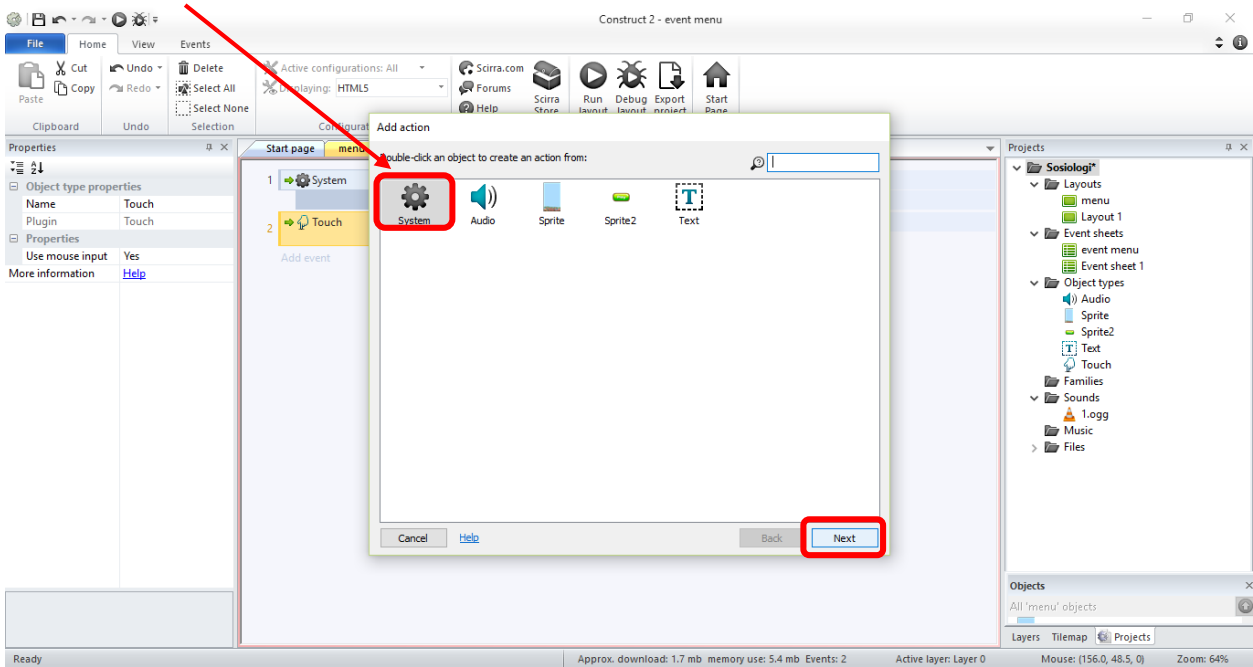 Construct 2 - event menu
File Home View Events
Paste
Cut
Copy
Clipboard
Undo
Redo
Undo
Delete
Select All
Select None
Selection
Active configurations: All
Displaying: HTML5
Scirra.com
Forums
Help
Scirra
Store
Run
layout
Debug
layout
Export
project
Start
Page
Properties
Object type properties
Name Touch
Plugin Touch
Properties
Use mouse input Yes
More information Help
Start page
1 System
2 Touch
Add event
Add action
Double-click an object to create an action from:
System Audio Sprite Sprite2 Text
Cancel Help Back Next
Projects
Sosiologi*
Layouts
menu
Layout 1
Event sheets
event menu
Event sheet 1
Object types
Audio
Sprite
Sprite2
Text
Touch
Families
Sounds
1.ogg
Music
Files
Objects
All 'menu' objects
Layers Tilemap Projects
Ready Approx. download: 1.7 mb memory use: 5.4 mb Events: 2 Active layer: Layer 0 Mouse: (156.0, 48.5, 0) Zoom: 64%